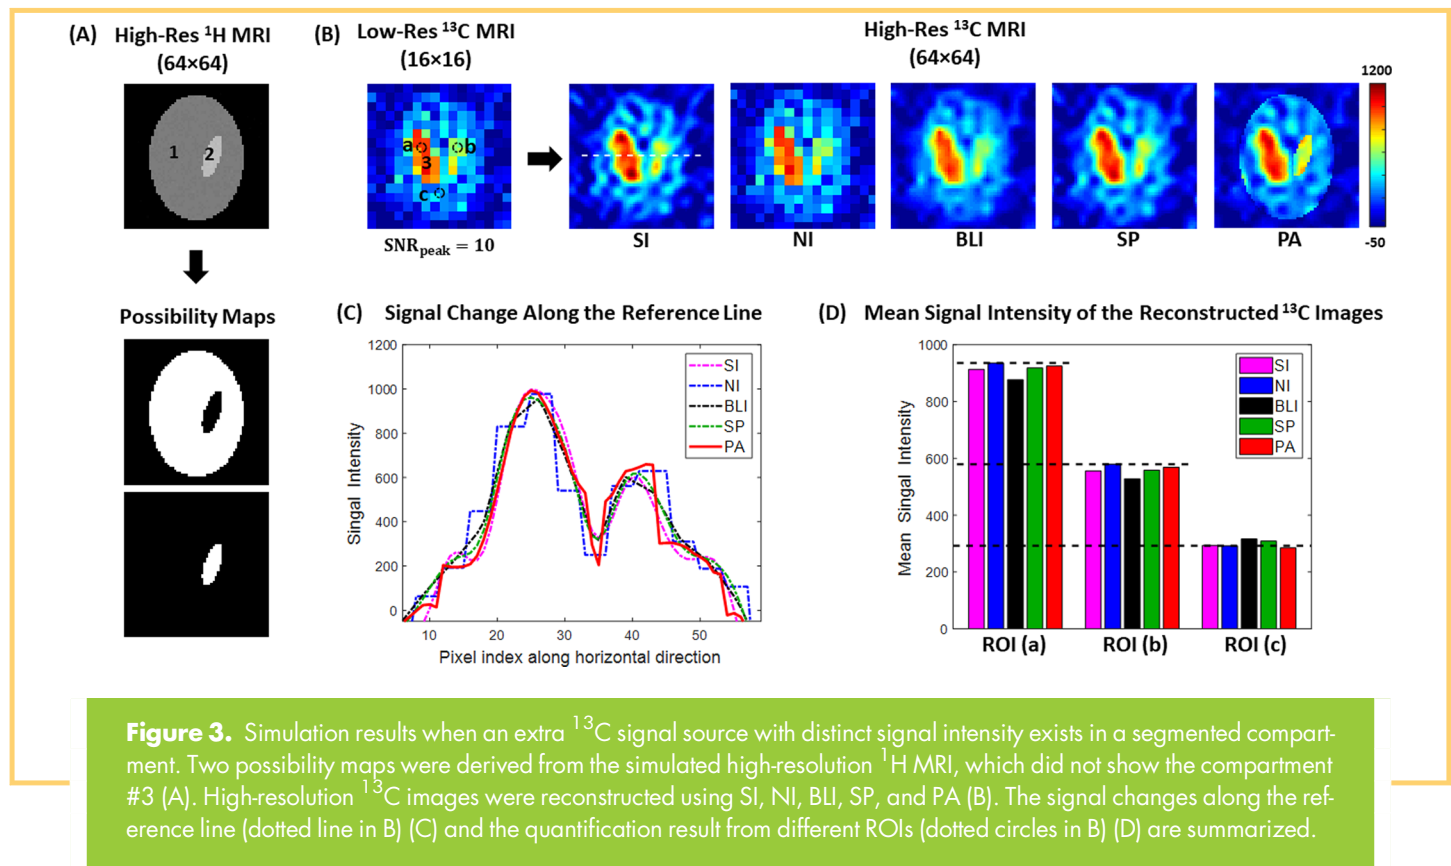 (A) High-Res ¹H MRI
(64×64)
1 2
Possibility Maps
(B) Low-Res ¹³C MRI
(16×16)
a b
3
c
SNRpeak = 10
High-Res ¹³C MRI
(64×64)
SI NI BLI SP PA
1200
-50
(C) Signal Change Along the Reference Line
1200
1000
800
600
400
200
0
10 20 30 40 50
Singal Intensity
Pixel index along horizontal direction
SI
NI
BLI
SP
PA
(D) Mean Signal Intensity of the Reconstructed ¹³C Images
1000
800
600
400
200
0
Mean Singal Intensity
ROI (a) ROI (b) ROI (c)
SI
NI
BLI
SP
PA
Figure 3. Simulation results when an extra ¹³C signal source with distinct signal intensity exists in a segmented compart-
ment. Two possibility maps were derived from the simulated high-resolution ¹H MRI, which did not show the compartment
#3 (A). High-resolution ¹³C images were reconstructed using SI, NI, BLI, SP, and PA (B). The signal changes along the ref-
erence line (dotted line in B) (C) and the quantification result from different ROIs (dotted circles in B) (D) are summarized.